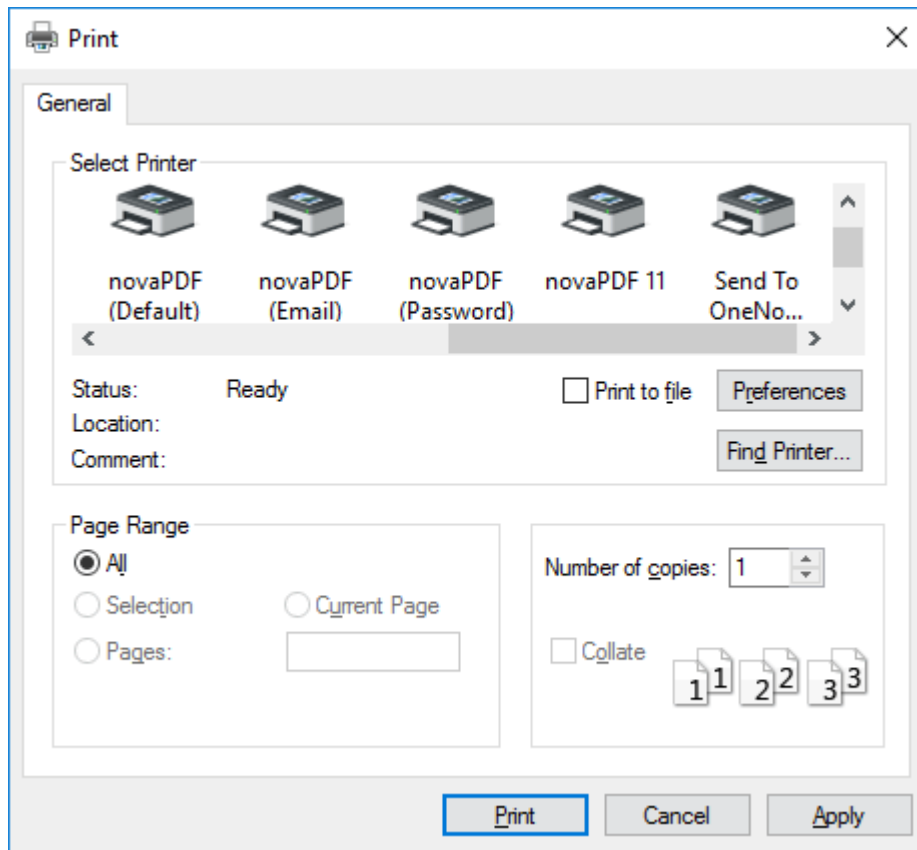 Print
General
Select Printer
novaPDF novaPDF novaPDF novaPDF 11 Send To
(Default) (Email) (Password) OneNo...
Status: Ready Print to file Preferences
Location:
Comment: Find Printer...
Page Range
All
Number of copies: 1
Selection Current Page
Pages:
Collate
1 1 2 2 3 3
Print Cancel Apply